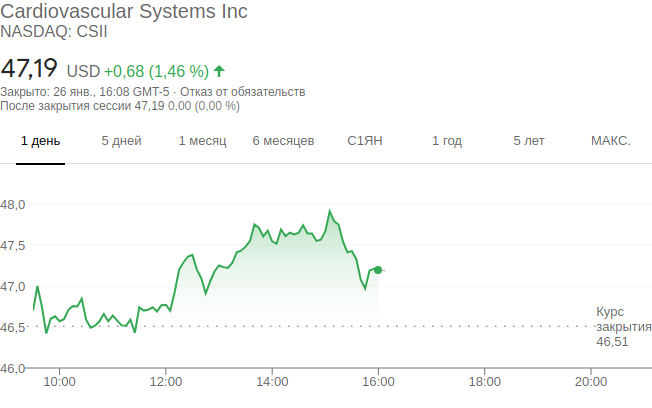 Cardiovascular Systems Inc
NASDAQ: CSII
47,19 USD +0,68 (1,46 %)
Закрыто: 26 янв., 16:08 GMT-5 · Отказ от обязательств
После закрытия сессии 47,19 0,00 (0,00 %)
1 день 5 дней 1 месяц 6 месяцев С1ЯН 1 год 5 лет МАКС.
48,0
47,5
47,0
46,5
46,0
Курс
закрытия
46,51
10:00 12:00 14:00 16:00 18:00 20:00